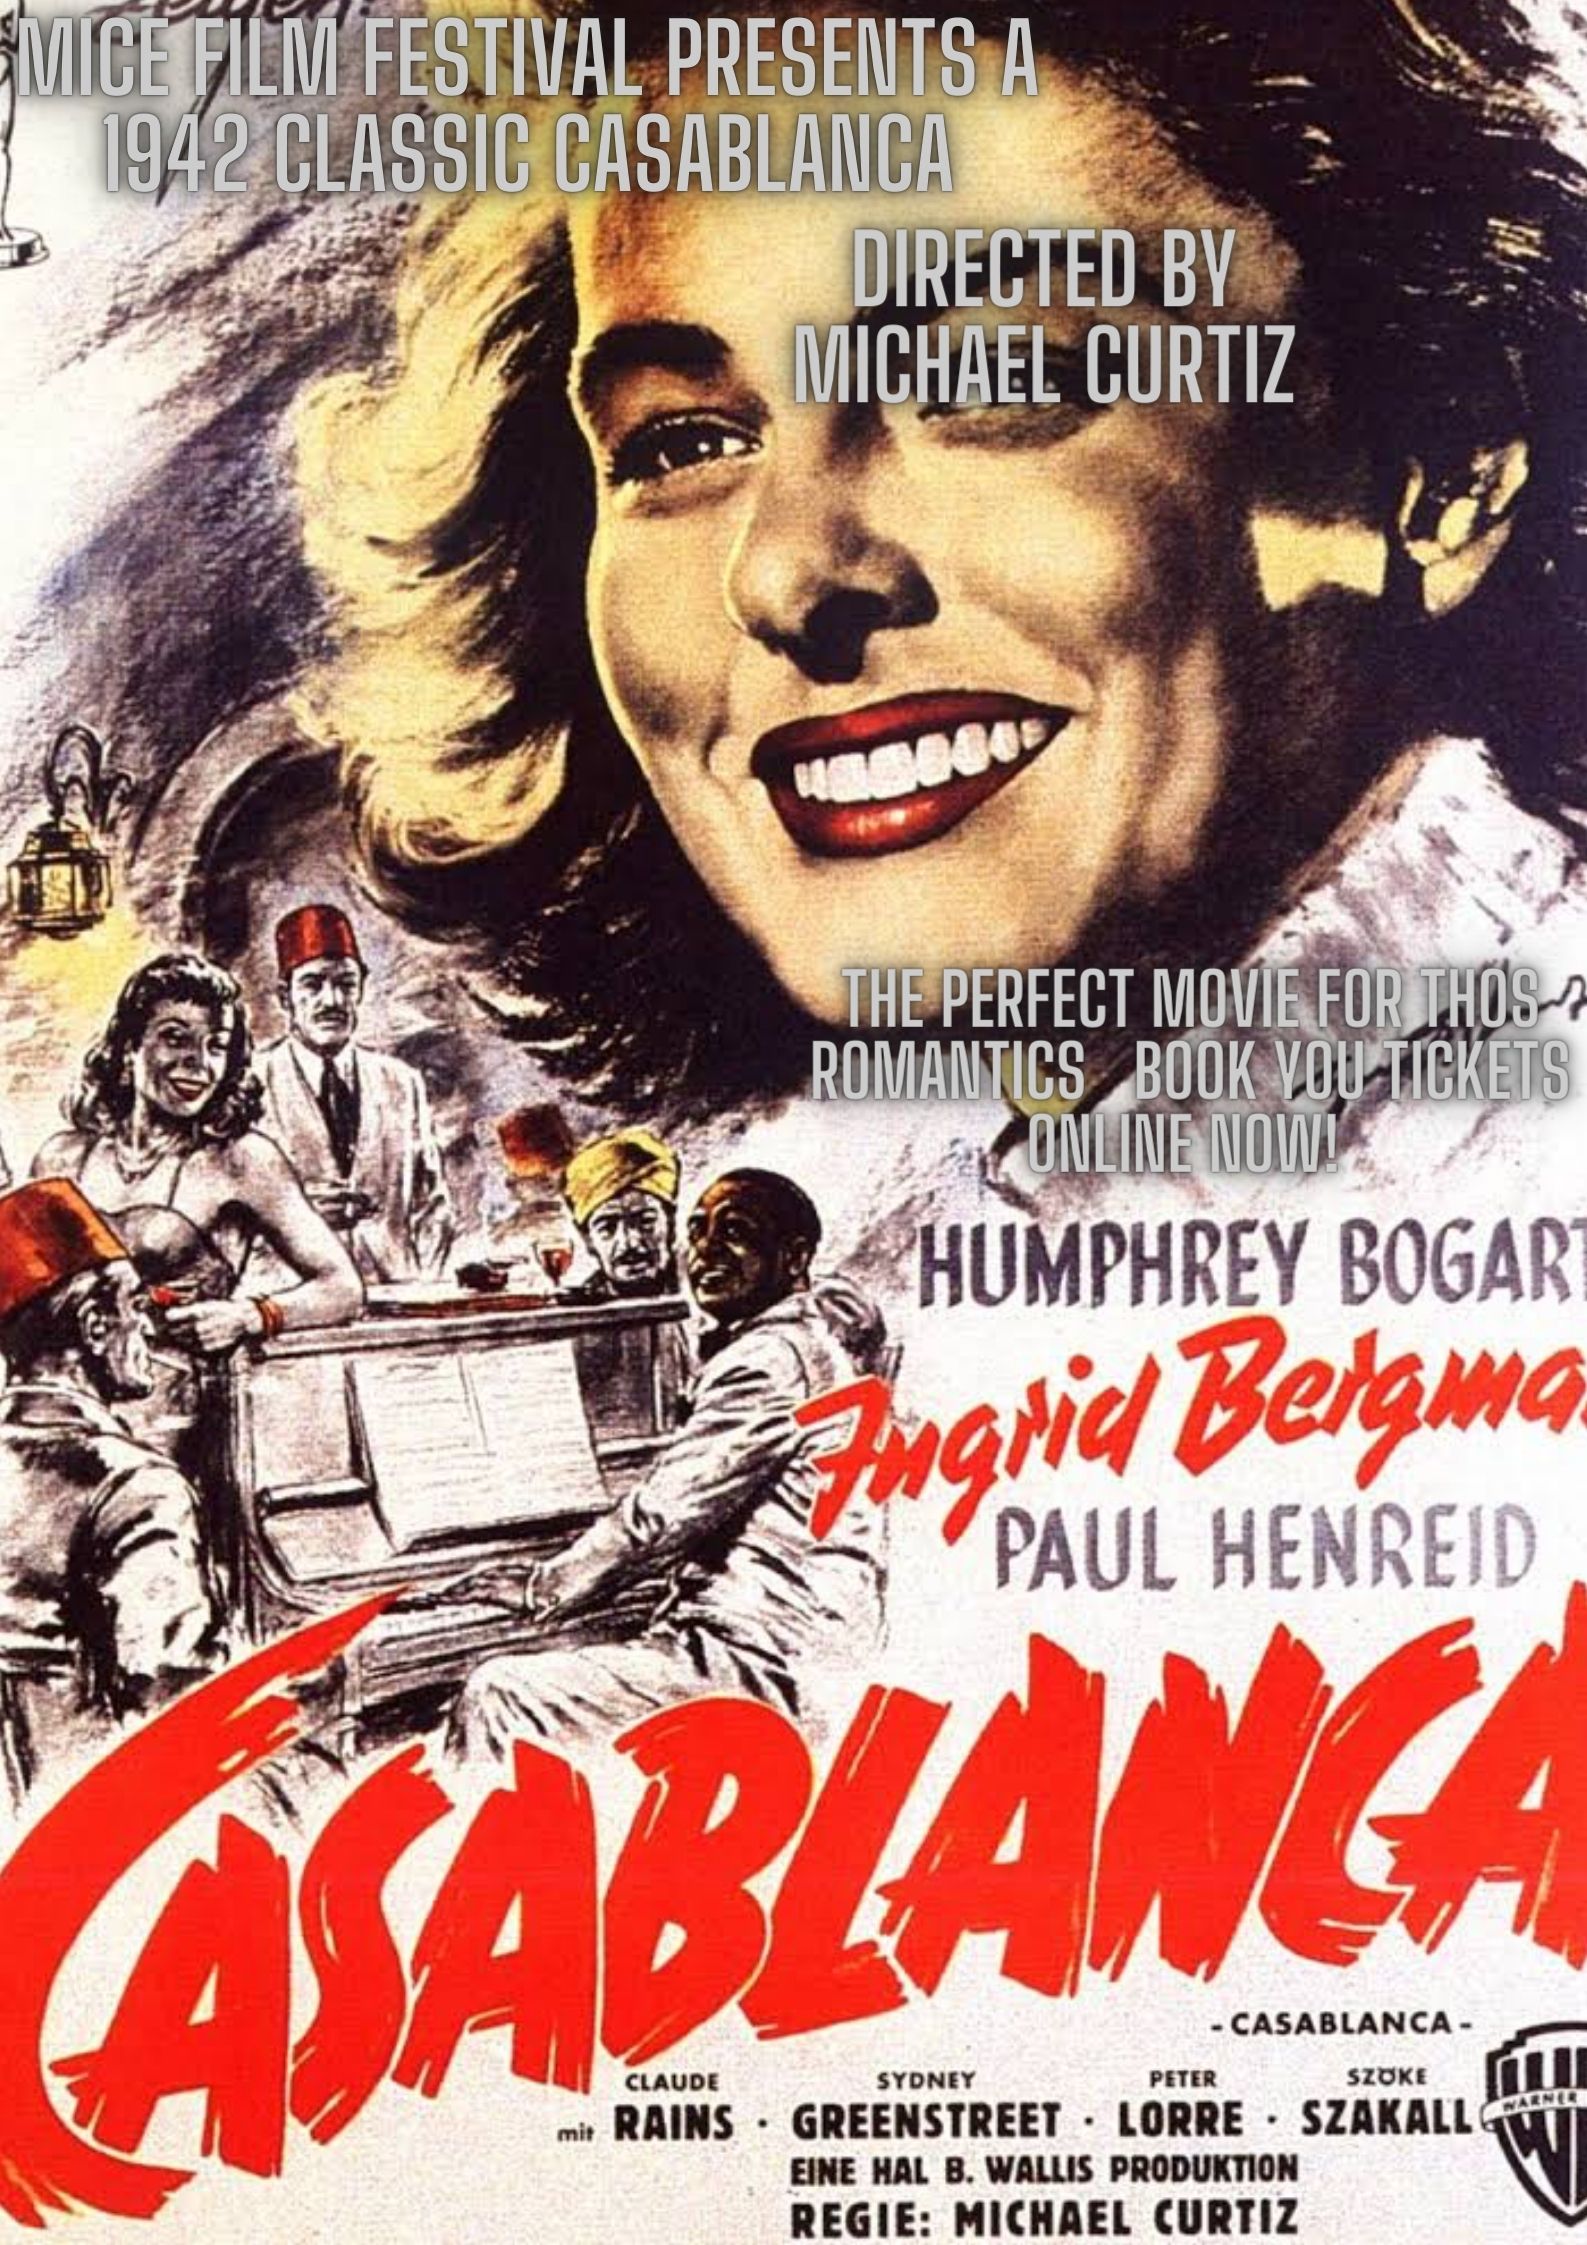 MICE FILM FESTIVAL PRESENTS A
1942 CLASSIC CASABLANCA
DIRECTED BY
MICHAEL CURTIZ
THE PERFECT MOVIE FOR THOS
ROMANTICS BOOK YOU TICKETS
ONLINE NOW!
HUMPHREY BOGART
Ingrid Bergma
PAUL HENREID
CASABLANCA
- CASABLANCA -
CLAUDE SYDNEY PETER SZÖKE
mit RAINS · GREENSTREET · LORRE · SZAKALL
WARNER
EINE HAL B. WALLIS PRODUKTION
REGIE: MICHAEL CURTIZ